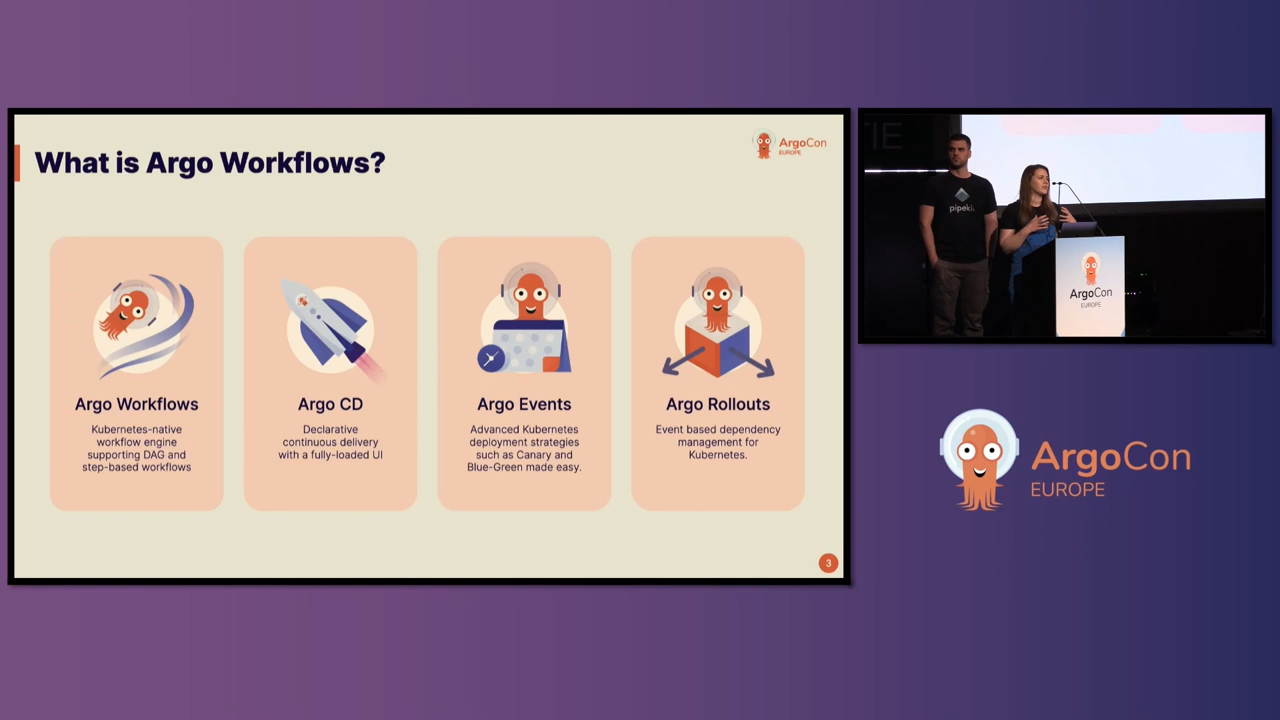 What is Argo Workflows?
ArgoCon
EUROPE
Argo Workflows
Kubernetes-native
workflow engine
supporting DAG and
step-based workflows
Argo CD
Declarative
continuous delivery
with a fully-loaded UI
Argo Events
Advanced Kubernetes
deployment strategies
such as Canary and
Blue-Green made easy.
Argo Rollouts
Event based dependency
management for
Kubernetes.
3
ArgoCon
EUROPE
ArgoCon
EUROPE